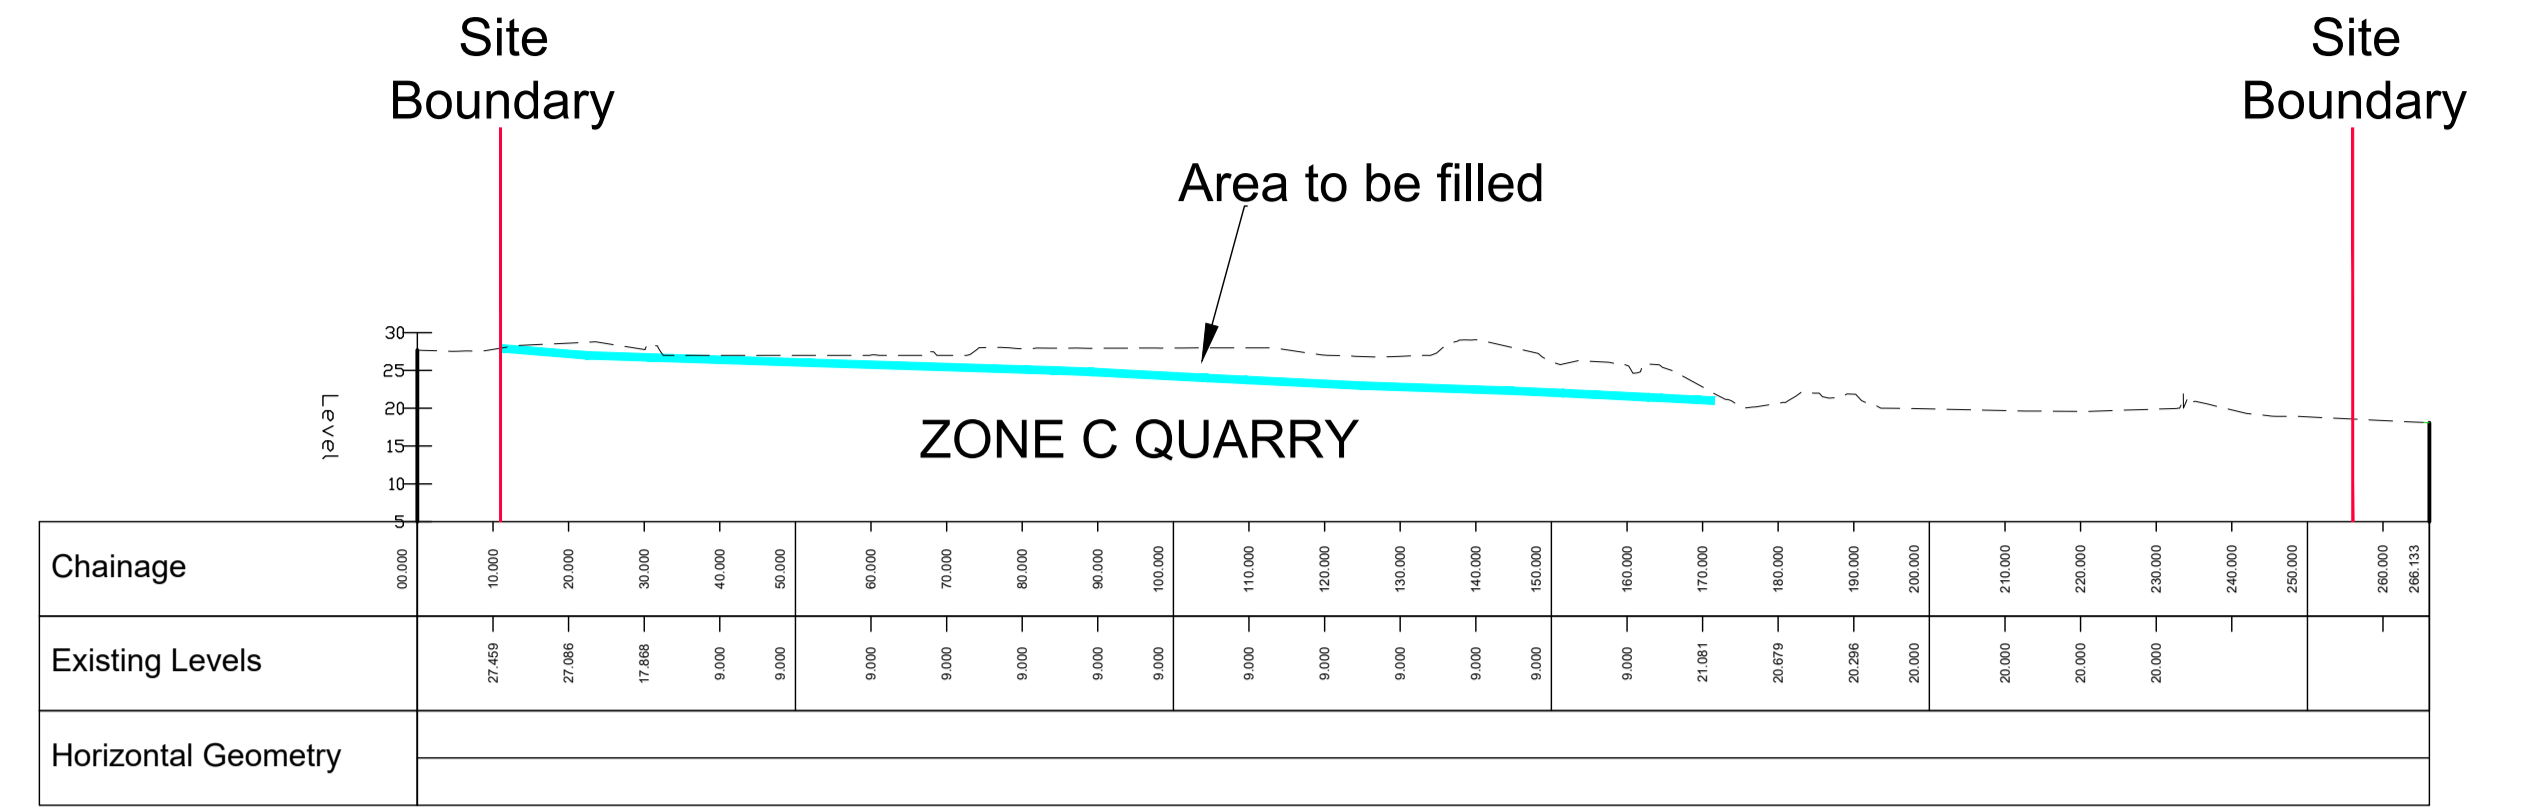 Site
Boundary
Site
Boundary
Area to be filled
30
25
20
15
10
5
Level
ZONE C QUARRY
Chainage 00.000 10.000 20.000 30.000 40.000 50.000 60.000 70.000 80.000 90.000 100.000 110.000 120.000 130.000 140.000 150.000 160.000 170.000 180.000 190.000 200.000 210.000 220.000 230.000 240.000 250.000 260.000 266.133
Existing Levels 27.459 27.086 17.868 9.000 9.000 9.000 9.000 9.000 9.000 9.000 9.000 9.000 9.000 9.000 9.000 9.000 21.081 20.679 20.296 20.000 20.000 20.000 20.000
Horizontal Geometry